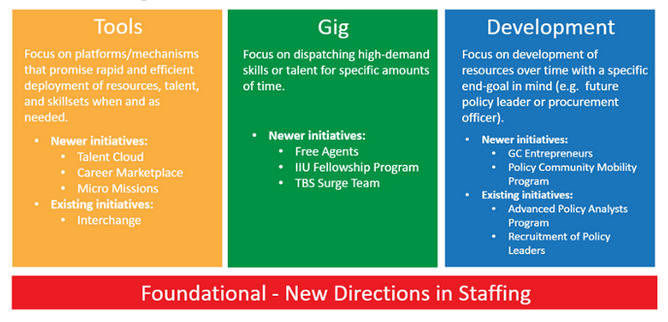 Tools
Focus on platforms/mechanisms
that promise rapid and efficient
deployment of resources, talent,
and skillsets when and as
needed.
• Newer initiatives:
• Talent Cloud
• Career Marketplace
• Micro Missions
• Existing initiatives:
• Interchange
Gig
Focus on dispatching high-demand
skills or talent for specific amounts
of time.
• Newer initiatives:
• Free Agents
• IIU Fellowship Program
• TBS Surge Team
Development
Focus on development of
resources over time with a specific
end-goal in mind (e.g. future
policy leader or procurement
officer).
• Newer initiatives:
• GC Entrepreneurs
• Policy Community Mobility
Program
• Existing initiatives:
• Advanced Policy Analysts
Program
• Recruitment of Policy
Leaders
Foundational - New Directions in Staffing